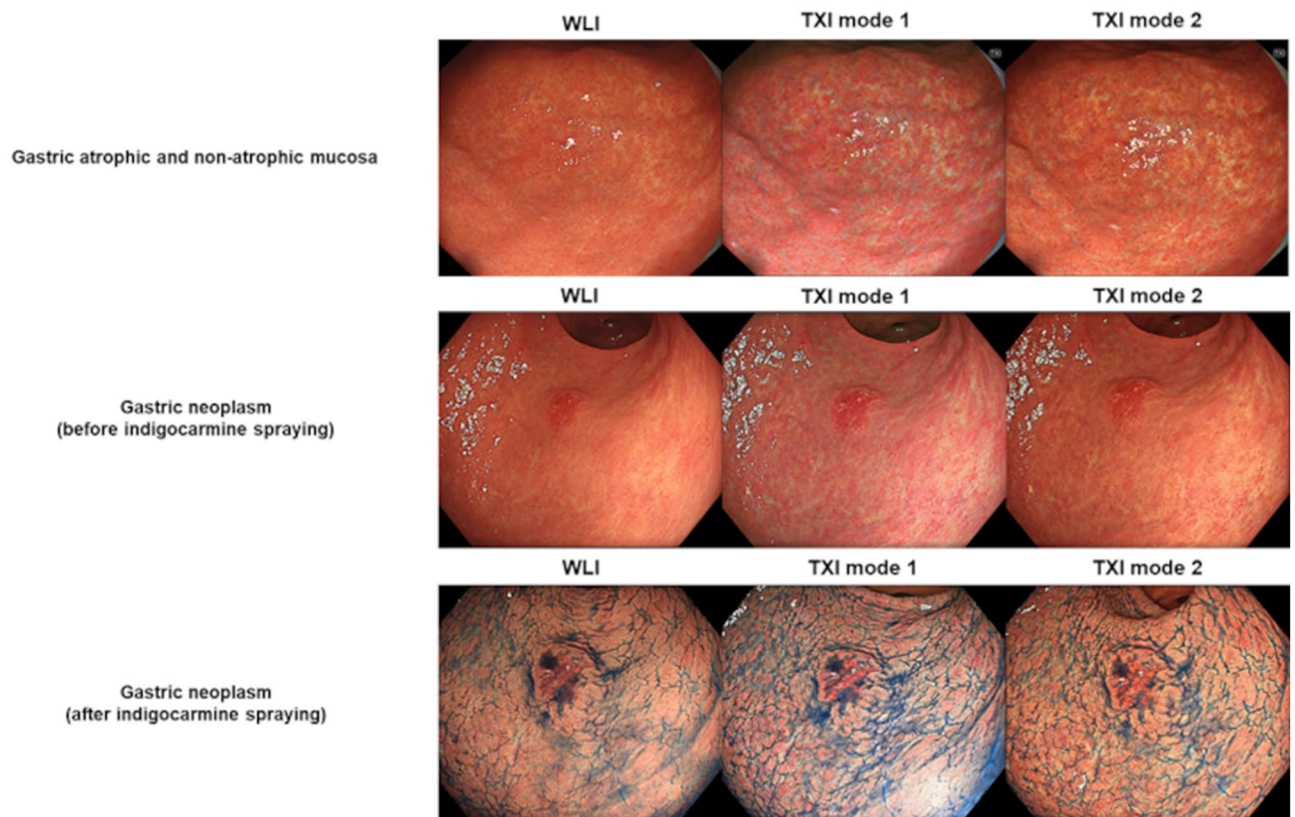 WLI
TXI mode 1
TXI mode 2
Gastric atrophic and non-atrophic mucosa
WLI
TXI mode 1
TXI mode 2
Gastric neoplasm
(before indigocarmine spraying)
WLI
TXI mode 1
TXI mode 2
Gastric neoplasm
(after indigocarmine spraying)